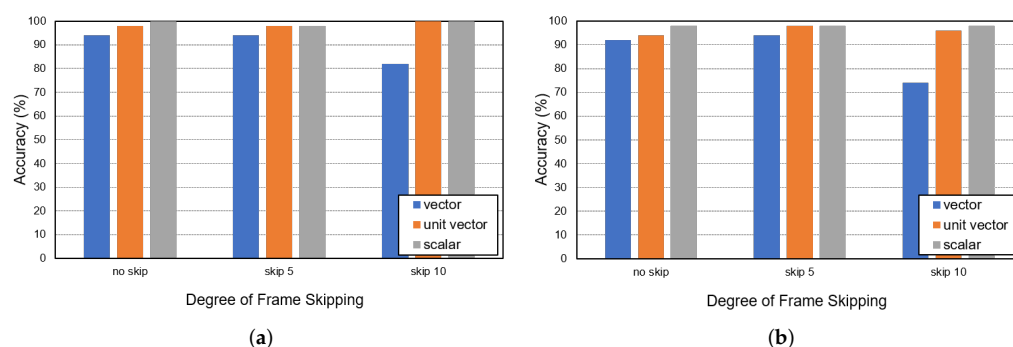 100
90
80
70
60
50
40
30
20
10
0
Accuracy (%)
vector
unit vector
scalar
no skip
skip 5
skip 10
Degree of Frame Skipping
(a)
100
90
80
70
60
50
40
30
20
10
0
Accuracy (%)
vector
unit vector
scalar
no skip
skip 5
skip 10
Degree of Frame Skipping
(b)